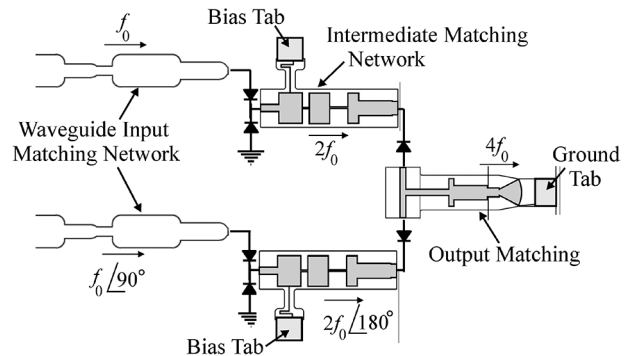 f₀
Bias Tab
Intermediate Matching
Network
Waveguide Input
Matching Network
2f₀
4f₀
Ground
Tab
Output Matching
f₀∠90°
2f₀∠180°
Bias Tab